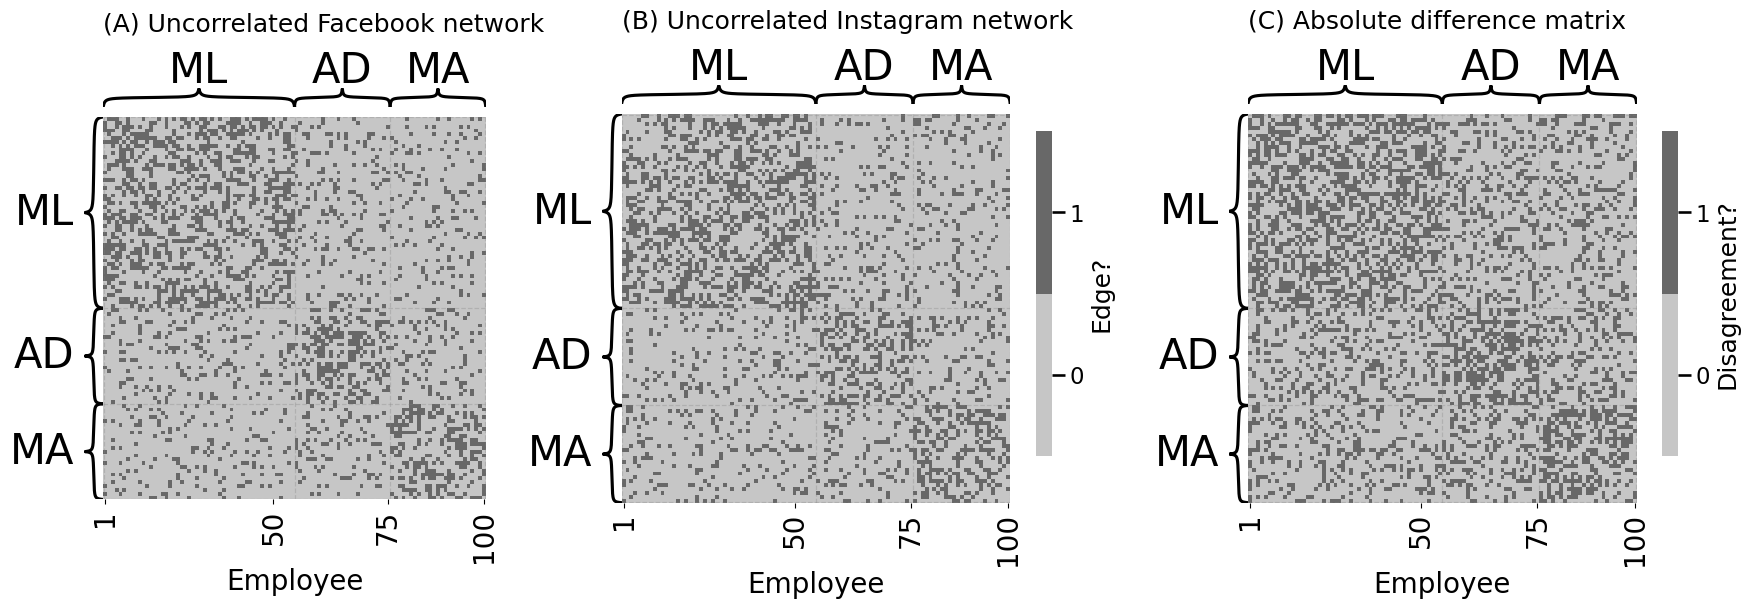 (A) Uncorrelated Facebook network
ML AD MA
ML
AD
MA
1 50 75 100
Employee
(B) Uncorrelated Instagram network
ML AD MA
ML
AD
MA
1 50 75 100
Employee
1
0
Edge?
(C) Absolute difference matrix
ML AD MA
ML
AD
MA
1 50 75 100
Employee
1
0
Disagreement?